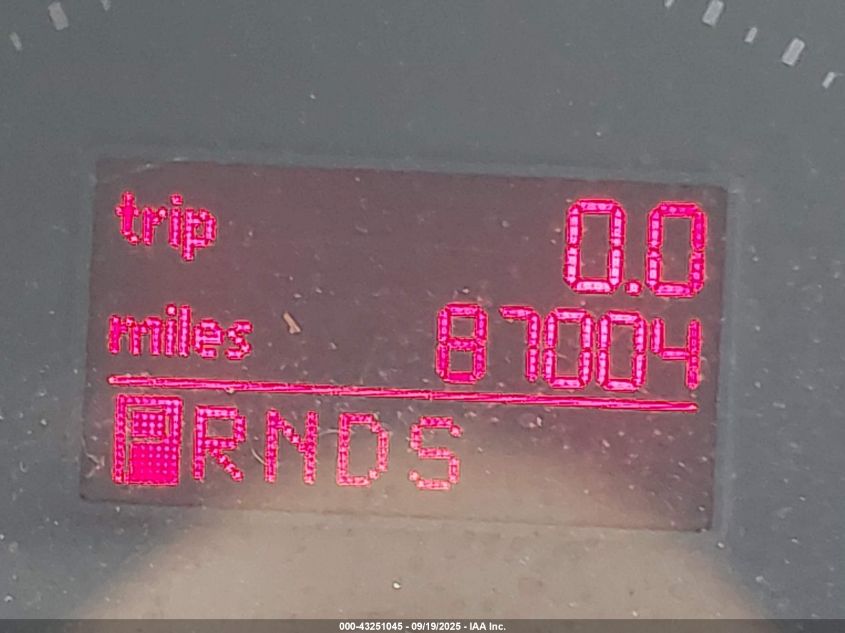 trip 0.0
miles 87004
PRNDS
000-43251045 - 09/19/2025 - IAA Inc.